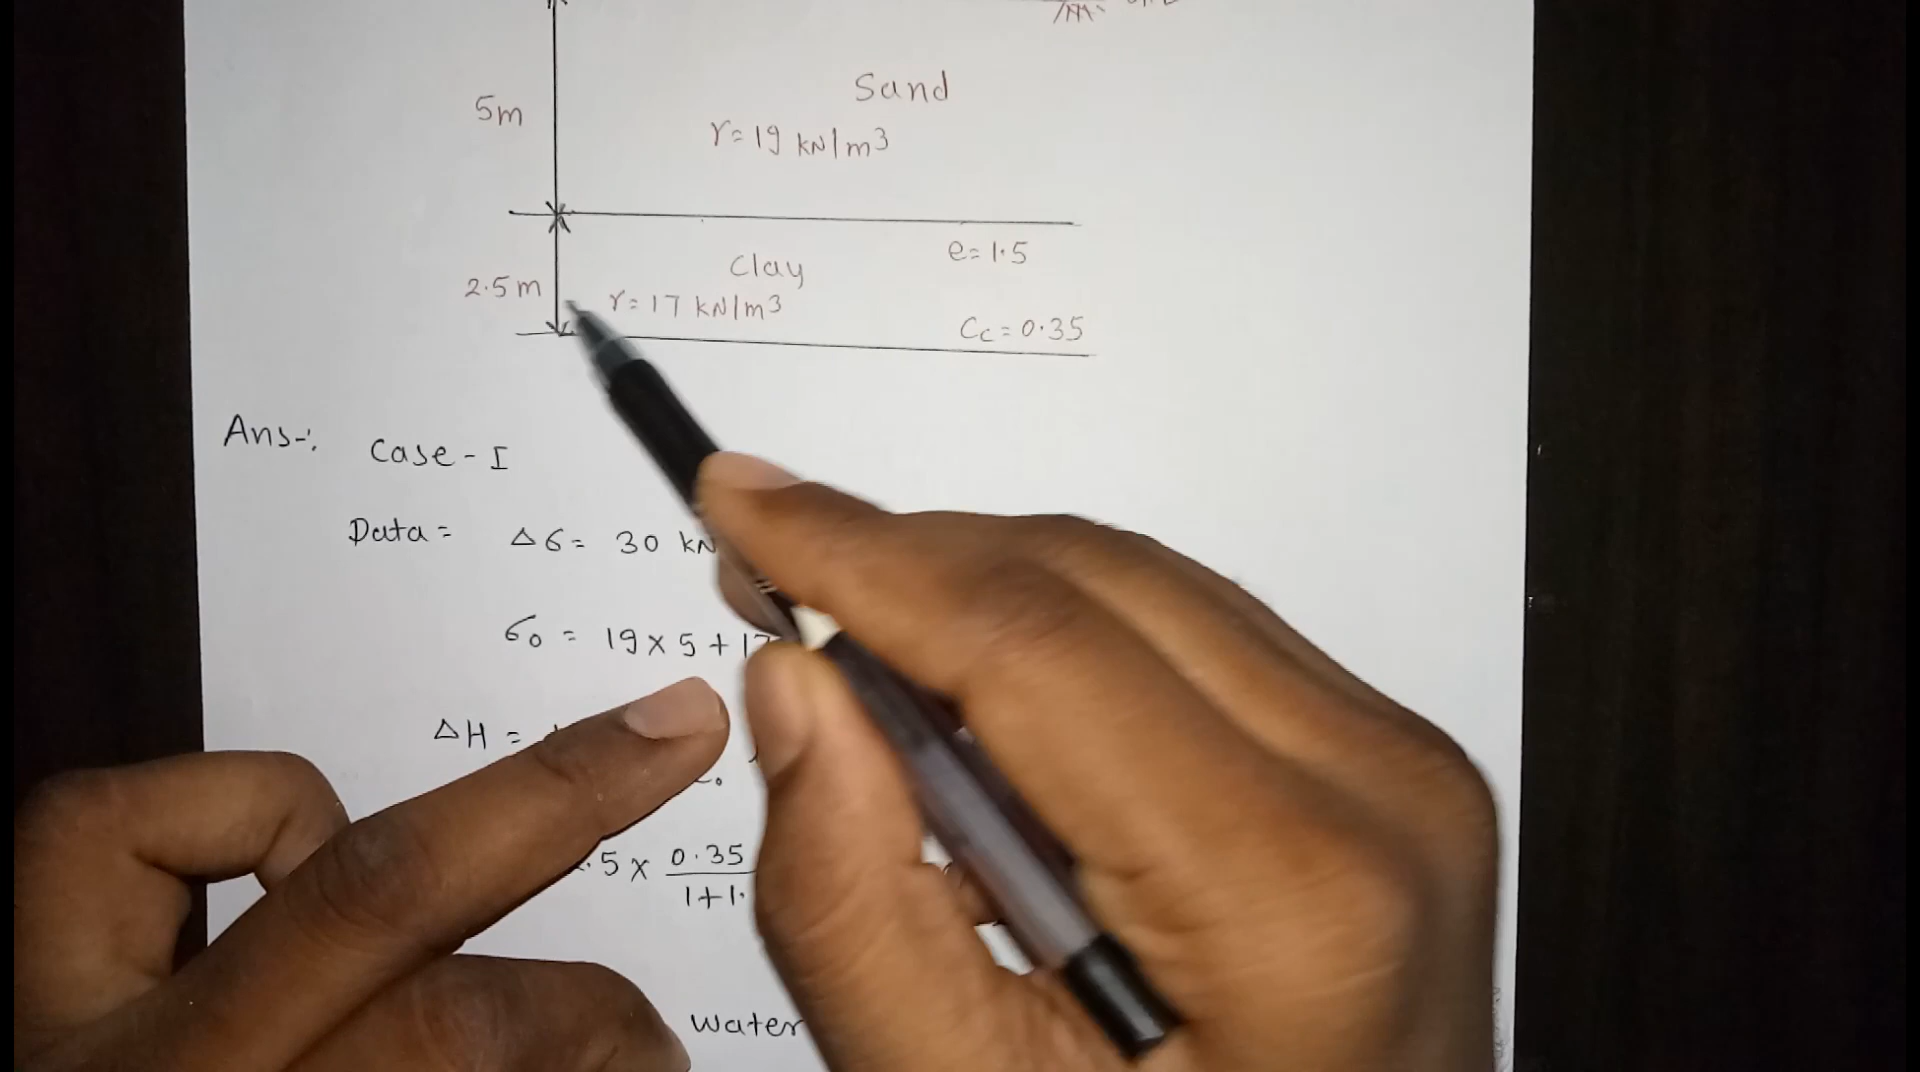 Sand
5m
γ= 19 kN/m3
e= 1.5
Clay
2.5m
γ= 17 kN/m3
Cc = 0.35
Ans-:
Case - I
Data =
Δσ= 30 kN
σ0 = 19 × 5 + 17
ΔH =
.5 × 0.35
1+1.
Water